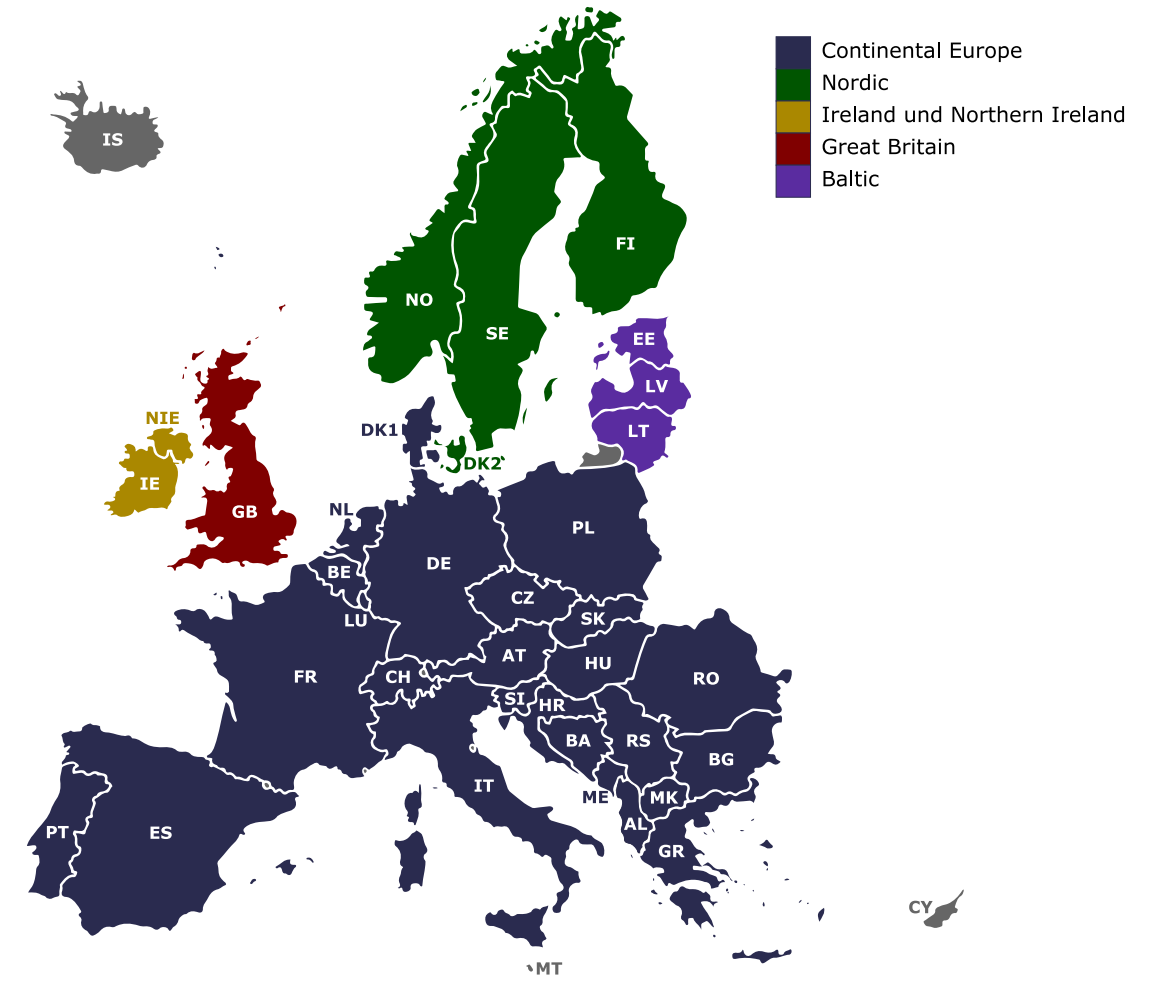 Continental Europe
Nordic
Ireland und Northern Ireland
Great Britain
Baltic
IS
FI
NO
SE
EE
LV
NIE
DK1
LT
DK2
IE
NL
GB
PL
DE
BE
CZ
LU
SK
AT
HU
FR
CH
RO
SI
HR
BA
RS
BG
IT
ME
MK
PT
ES
AL
GR
CY
MT